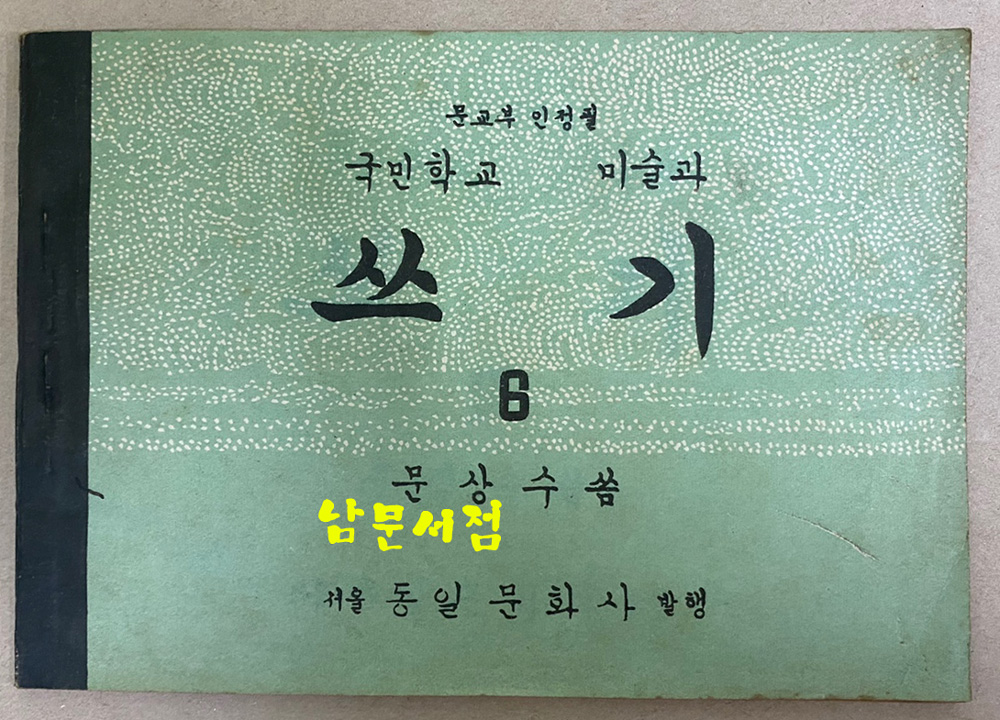 문교부 인정필
국민학교 미술과
쓰기
6
문상수 씀
남문서점
서울 동일문화사 발행